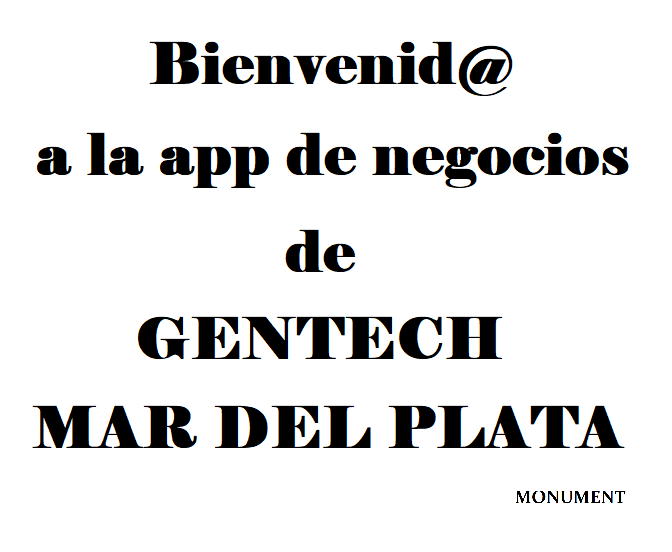 Bienvenid@
a la app de negocios
de
GENTECH
MAR DEL PLATA
MONUMENT